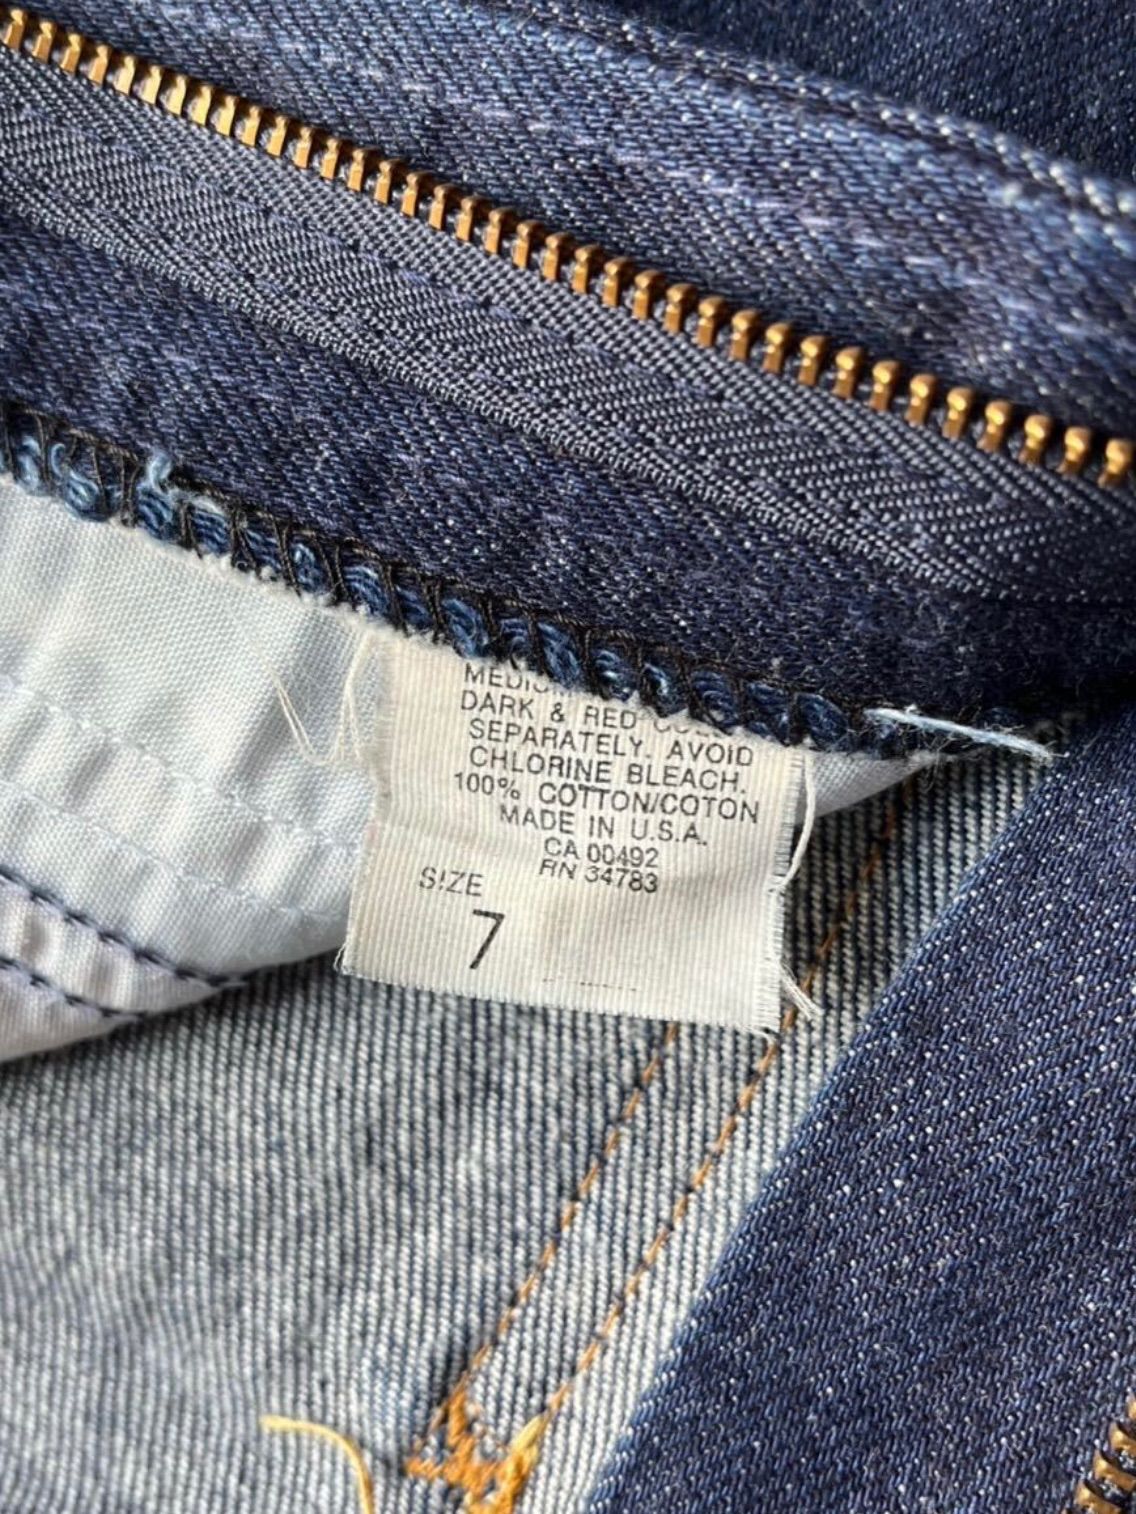 DARK & RED
SEPARATELY. AVOID
CHLORINE BLEACH.
100% COTTON/COTON
MADE IN U.S.A.
CA 00492
RN 34783
SIZE
7